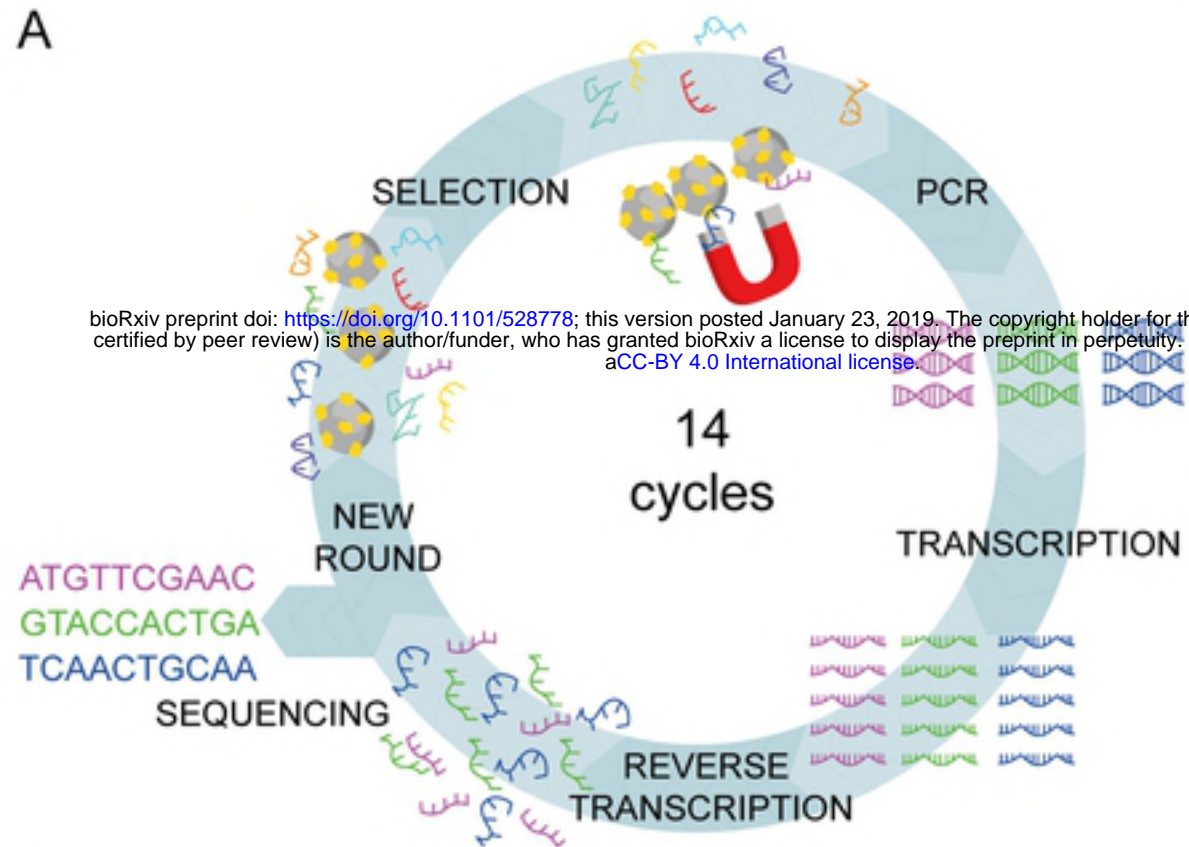 A
SELECTION
PCR
bioRxiv preprint doi: https://doi.org/10.1101/528778; this version posted January 23, 2019. The copyright holder for th
certified by peer review) is the author/funder, who has granted bioRxiv a license to display the preprint in perpetuity.
aCC-BY 4.0 International license.
14
cycles
NEW
ROUND
TRANSCRIPTION
ATGTTCGAAC
GTACCACTGA
TCAACTGCAA
SEQUENCING
REVERSE
TRANSCRIPTION